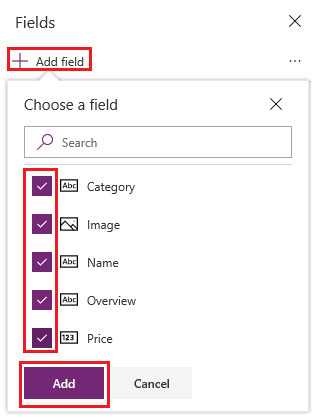 Fields
Add field
...
Choose a field
Search
Abc Category
Image
Abc Name
Abc Overview
123 Price
Add Cancel